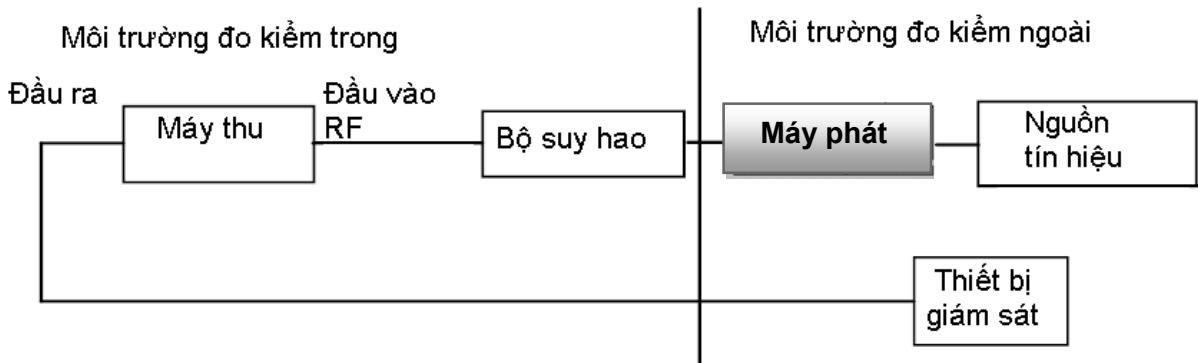 Môi trường đo kiểm trong
Môi trường đo kiểm ngoài
Đầu ra
Máy thu
Đầu vào
RF
Bộ suy hao
Máy phát
Nguồn
tín hiệu
Thiết bị
giám sát